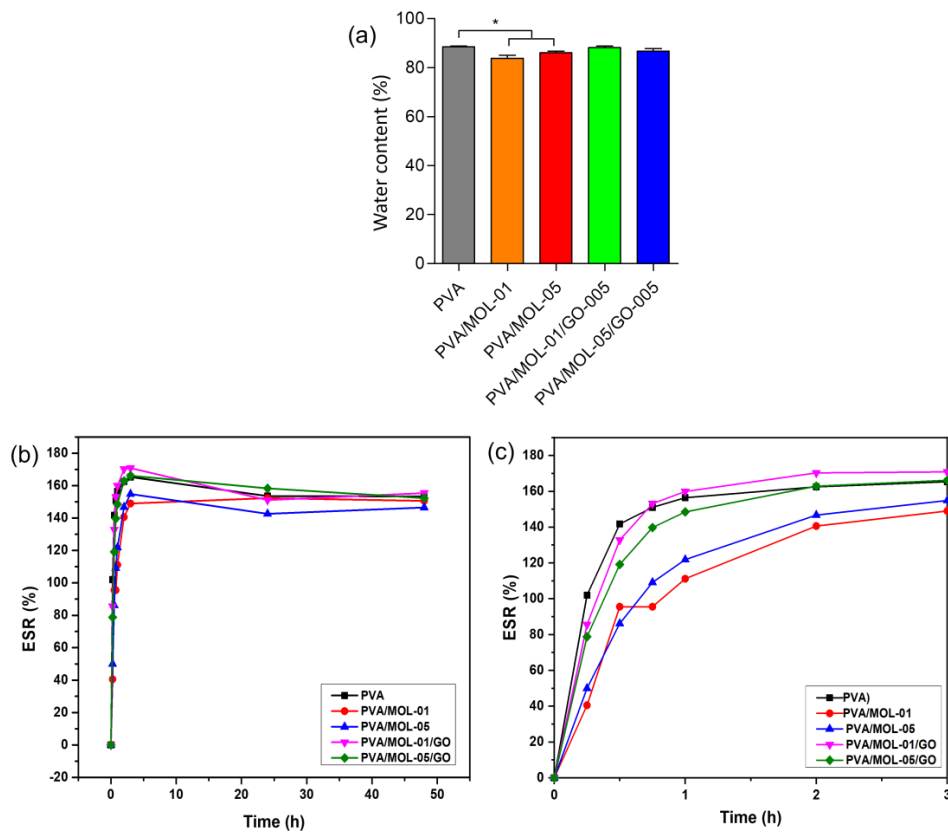 (a)
*
Water content (%)
100
80
60
40
20
0
PVA
PVA/MOL-01
PVA/MOL-05
PVA/MOL-01/GO-005
PVA/MOL-05/GO-005
(b)
ESR (%)
180
160
140
120
100
80
60
40
20
0
-20
0 10 20 30 40 50
Time (h)
PVA
PVA/MOL-01
PVA/MOL-05
PVA/MOL-01/GO
PVA/MOL-05/GO
(c)
ESR (%)
180
160
140
120
100
80
60
40
20
0
0 1 2 3
Time (h)
PVA)
PVA/MOL-01
PVA/MOL-05
PVA/MOL-01/GO
PVA/MOL-05/GO